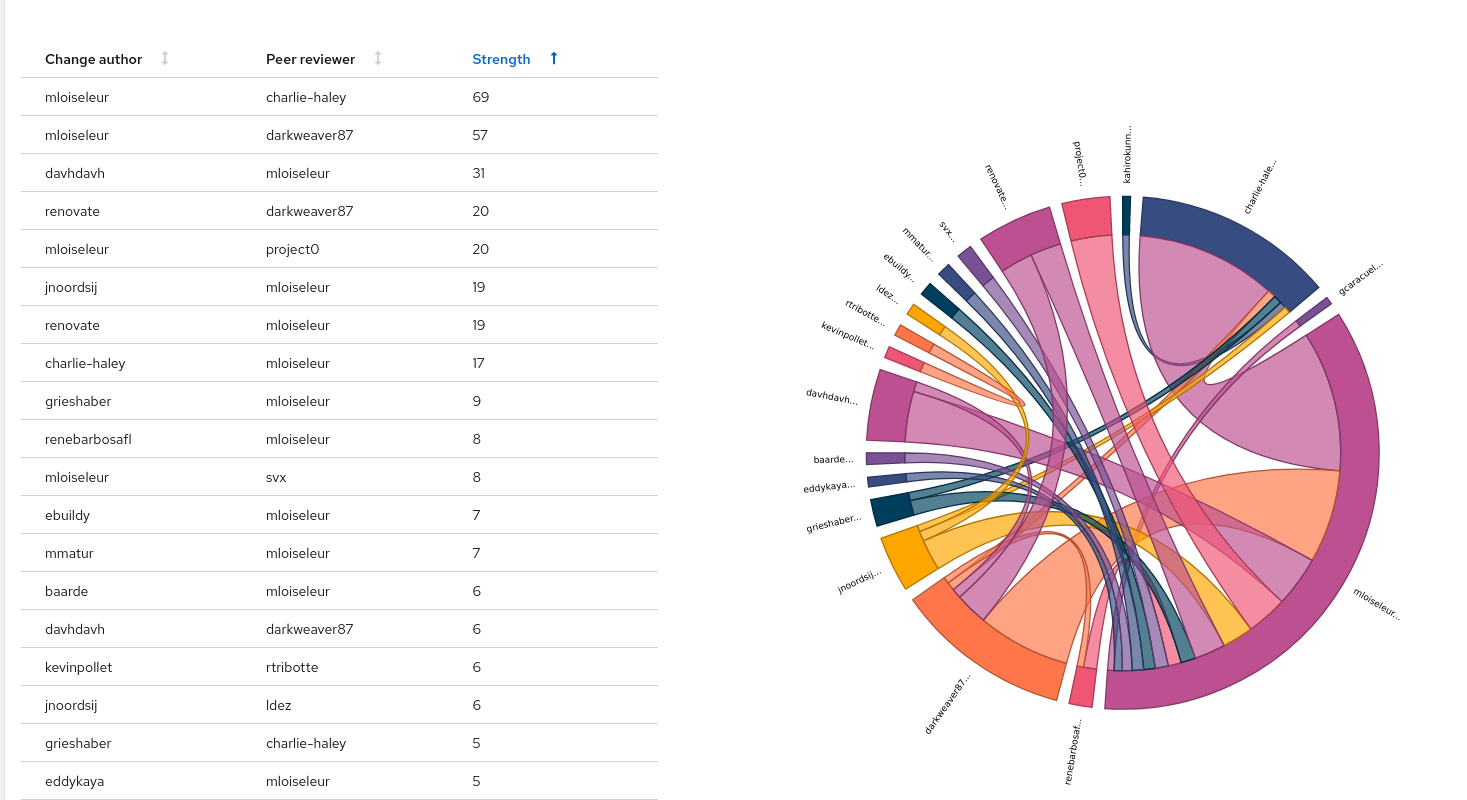 Change author Peer reviewer Strength
mloiseleur charlie-haley 69
mloiseleur darkweaver87 57
davhdavh mloiseleur 31
renovate darkweaver87 20
mloiseleur project0 20
jnoordsij mloiseleur 19
renovate mloiseleur 19
charlie-haley mloiseleur 17
grieshaber mloiseleur 9
renebarbosafl mloiseleur 8
mloiseleur svx 8
ebuildy mloiseleur 7
mmatur mloiseleur 7
baarde mloiseleur 6
davhdavh darkweaver87 6
kevinpollet rtribotte 6
jnoordsij ldez 6
grieshaber charlie-haley 5
eddykaya mloiseleur 5
kahirokunn...
project0...
renovate...
charlie-hale...
svx...
mmatur...
ebuildy...
gcaracuel...
ldez...
rtribotte...
kevinpollet...
davhdavh...
baarde...
eddykaya...
grieshaber...
jnoordsij...
mloiseleur...
darkweaver87...
renebarbosaf...